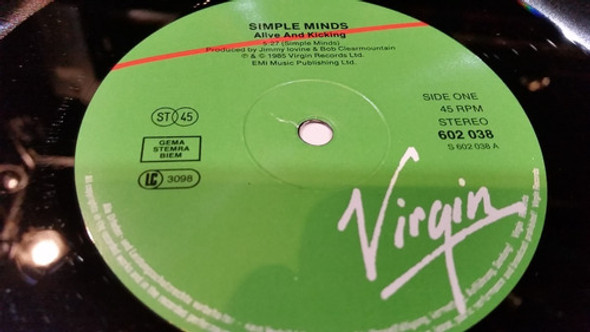 SIMPLE MINDS
Alive And Kicking
5:27 (Simple Minds)
Produced by Jimmy Iovine & Bob Clearmountain
℗ & © 1985 Virgin Records Ltd.
EMI Music Publishing Ltd.
SIDE ONE
45 RPM
STEREO
602 038
S 602 038 A
ST 45
GEMA
STEMRA
BIEM
LC 3098
Virgin